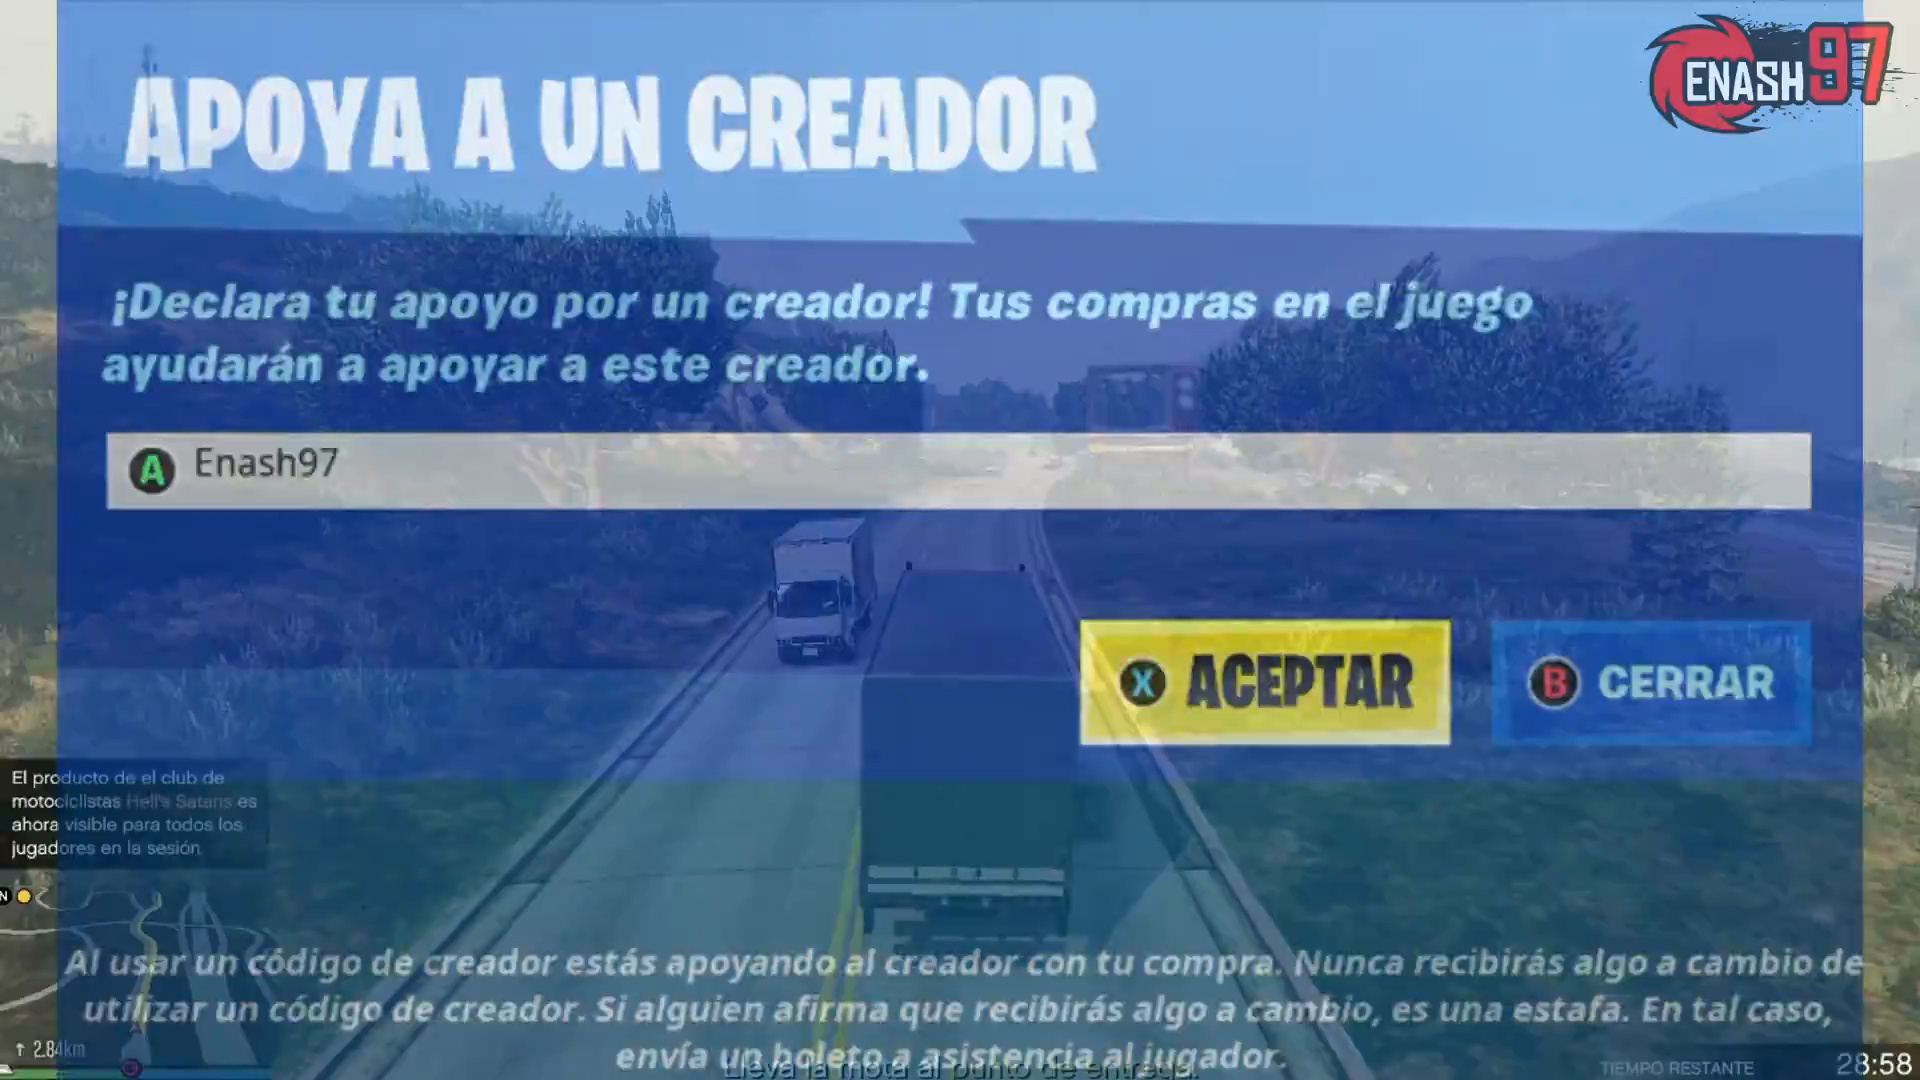 ENASH97
APOYA A UN CREADOR
¡Declara tu apoyo por un creador! Tus compras en el juego
ayudarán a apoyar a este creador.
A Enash97
X ACEPTAR
B CERRAR
El producto de el club de
motociclistas Hell's Satans es
ahora visible para todos los
jugadores en la sesión.
N
Al usar un código de creador estás apoyando al creador con tu compra. Nunca recibirás algo a cambio de
utilizar un código de creador. Si alguien afirma que recibirás algo a cambio, es una estafa. En tal caso,
envía un boleto a asistencia al jugador.
↑ 2.84km
Lleva la mota al punto de entrega.
TIEMPO RESTANTE 28:58